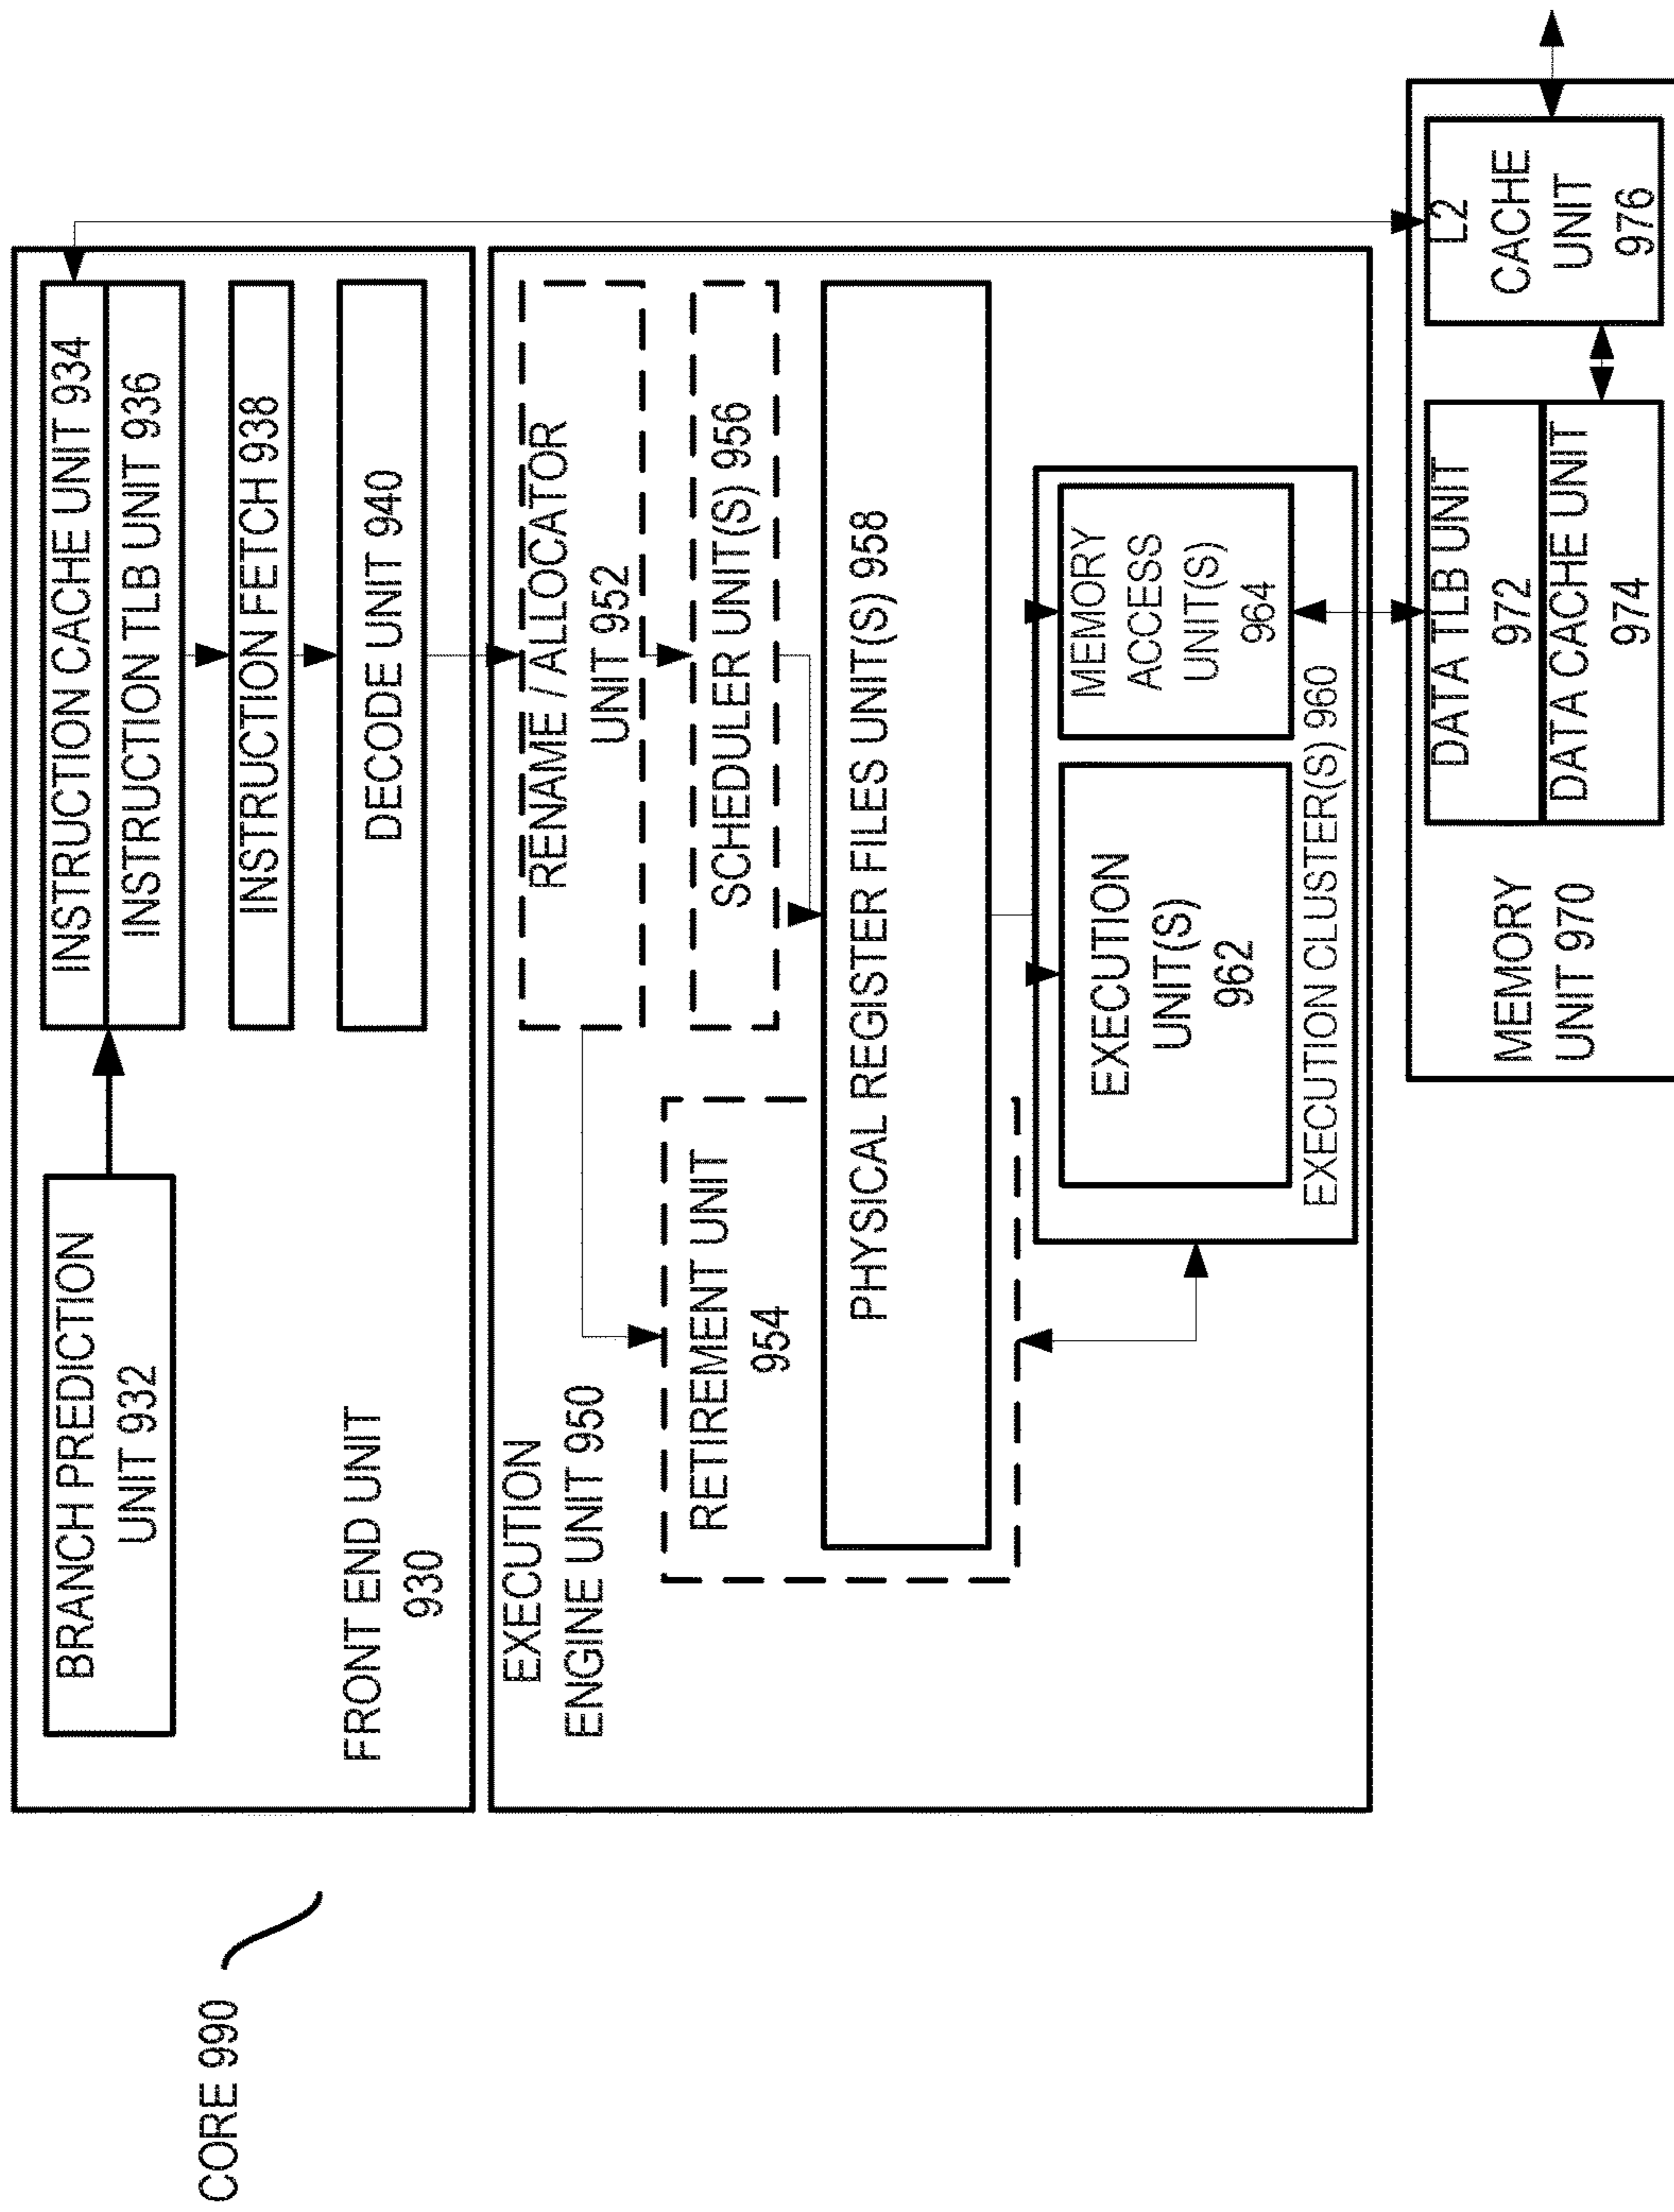 CORE 990
BRANCH PREDICTION
UNIT 932
INSTRUCTION CACHE UNIT 934
INSTRUCTION TLB UNIT 936
INSTRUCTION FETCH 938
DECODE UNIT 940
FRONT END UNIT
930
EXECUTION
ENGINE UNIT 950
RENAME / ALLOCATOR
UNIT 952
RETIREMENT UNIT
954
SCHEDULER UNIT(S) 956
PHYSICAL REGISTER FILES UNIT(S) 958
EXECUTION
UNIT(S)
962
MEMORY
ACCESS
UNIT(S)
964
EXECUTION CLUSTER(S) 960
MEMORY
UNIT 970
DATA TLB UNIT
972
DATA CACHE UNIT
974
L2
CACHE
UNIT
976